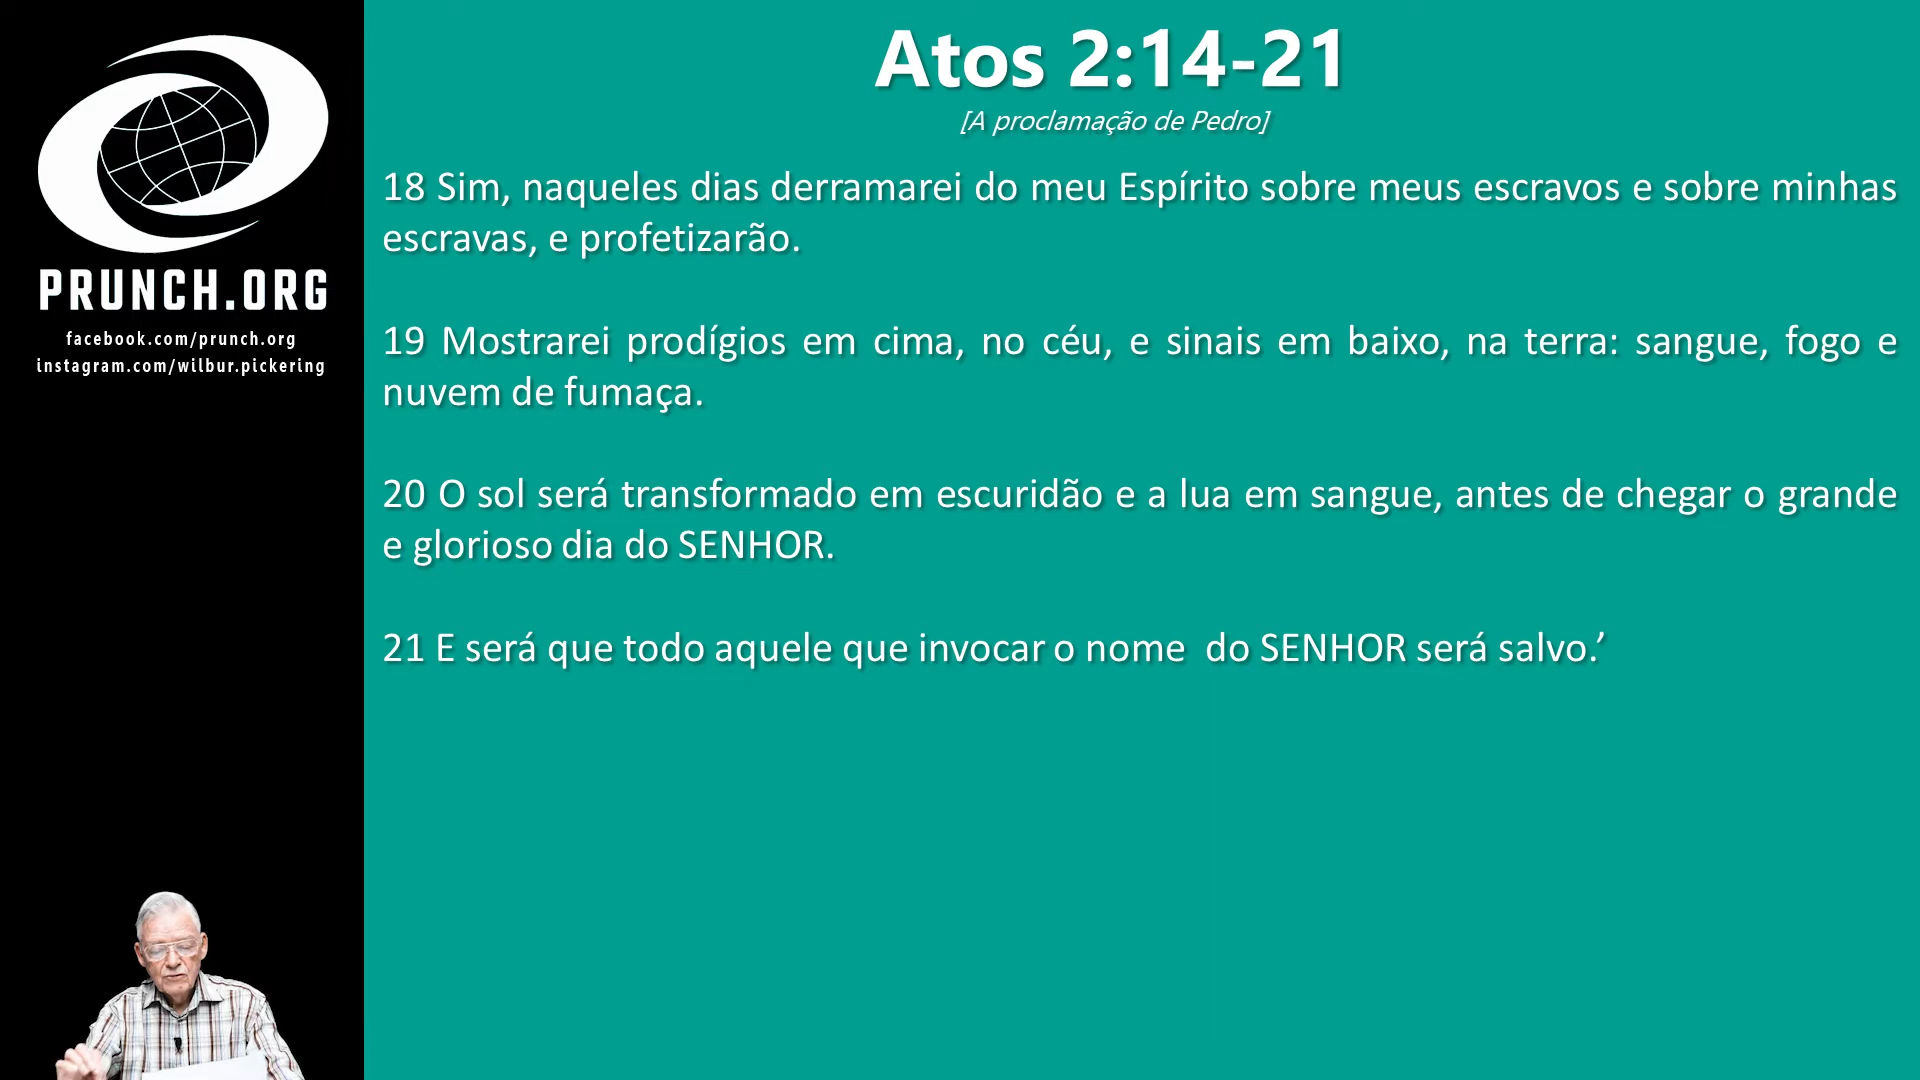 PRUNCH.ORG
facebook.com/prunch.org
instagram.com/wilbur.pickering
Atos 2:14-21
[A proclamação de Pedro]
18 Sim, naqueles dias derramarei do meu Espírito sobre meus escravos e sobre minhas
escravas, e profetizarão.
19 Mostrarei prodígios em cima, no céu, e sinais em baixo, na terra: sangue, fogo e
nuvem de fumaça.
20 O sol será transformado em escuridão e a lua em sangue, antes de chegar o grande
e glorioso dia do SENHOR.
21 E será que todo aquele que invocar o nome  do SENHOR será salvo.’